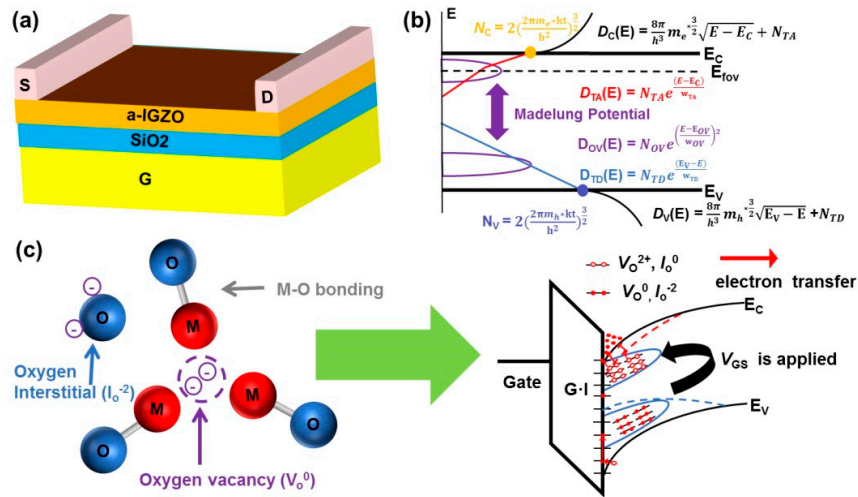 (a)
S
D
a-IGZO
SiO2
G
(b)
E
N_C = 2(2πm_e*kt/h²)^(3/2)
D_C(E) = 8π/h³ m_e*^(3/2) √(E − E_C) + N_TA
E_C
E_fov
D_TA(E) = N_TA e^((E−E_C)/w_TA)
Madelung Potential
D_OV(E) = N_OV e^((E−E_OV)/w_OV)²
D_TD(E) = N_TD e^((E_V−E)/w_TD)
E_V
N_V = 2(2πm_h*kt/h²)^(3/2)
D_V(E) = 8π/h³ m_h*^(3/2) √(E_V − E) + N_TD
(c)
O
M-O bonding
M
O
Oxygen
Interstitial (I_o^-2)
M
M
O
O
Oxygen vacancy (V_o^0)
V_O^2+, I_o^0
V_O^0, I_o^-2
electron transfer
E_C
V_GS is applied
Gate
G·I
E_V